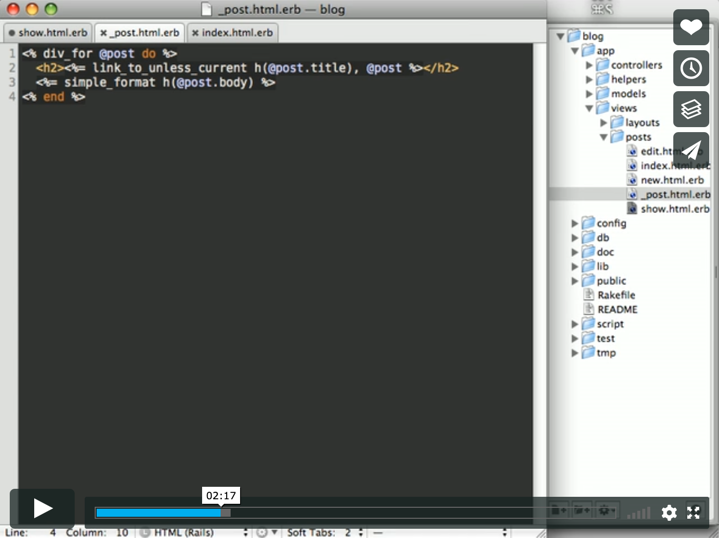 _post.html.erb — blog
show.html.erb
_post.html.erb
index.html.erb
1 <% div_for @post do %>
2 <h2><%= link_to_unless_current h(@post.title), @post %></h2>
3 <%= simple_format h(@post.body) %>
4 <% end %>
blog
app
controllers
helpers
models
views
layouts
posts
index.html.erb
new.html.erb
_post.html.erb
show.html.erb
config
db
doc
lib
public
Rakefile
README
script
test
tmp
02:17
Line: 4 Column: 10 HTML (Rails) Soft Tabs: 2 —